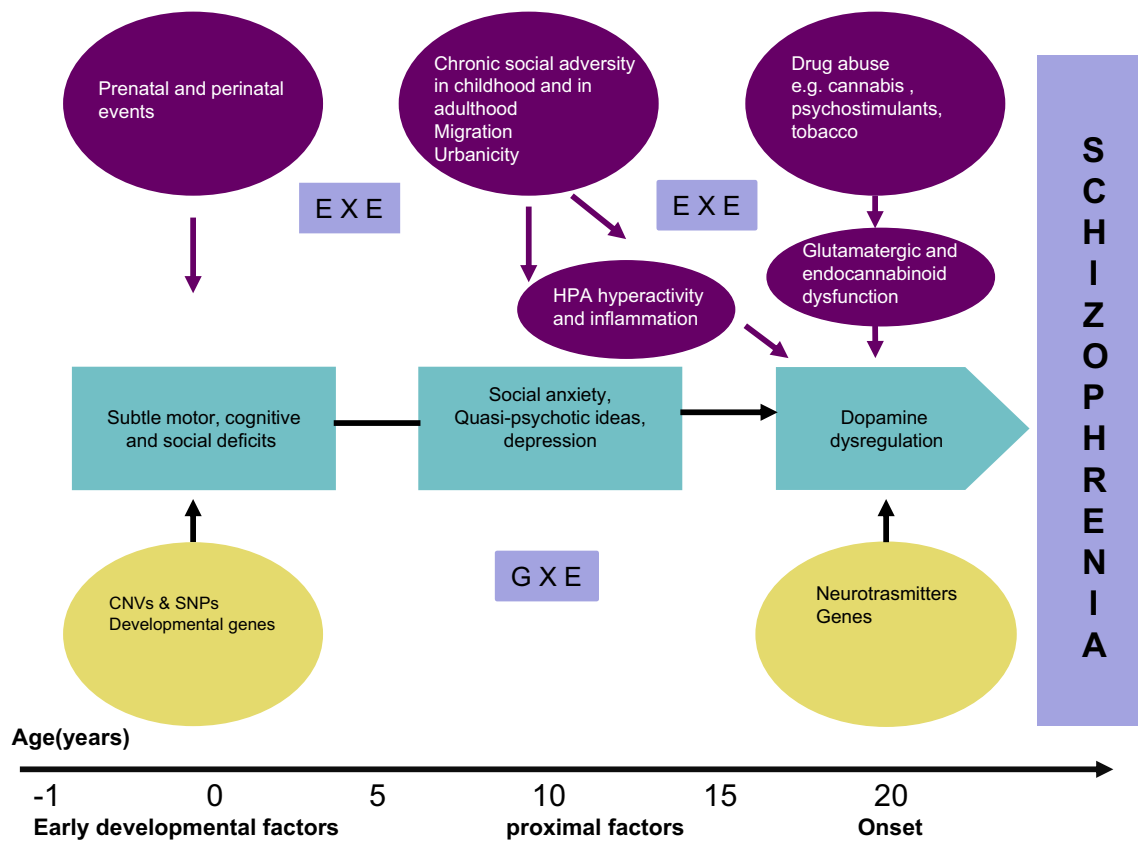 Prenatal and perinatal
events
Chronic social adversity
in childhood and in
adulthood
Migration
Urbanicity
Drug abuse
e.g. cannabis ,
psychostimulants,
tobacco
E X E
E X E
HPA hyperactivity
and inflammation
Glutamatergic and
endocannabinoid
dysfunction
Subtle motor, cognitive
and social deficits
Social anxiety,
Quasi-psychotic ideas,
depression
Dopamine
dysregulation
CNVs & SNPs
Developmental genes
G X E
Neurotrasmitters
Genes
SCHIZOPHRENIA
Age(years)
-1 0 5 10 15 20
Early developmental factors proximal factors Onset